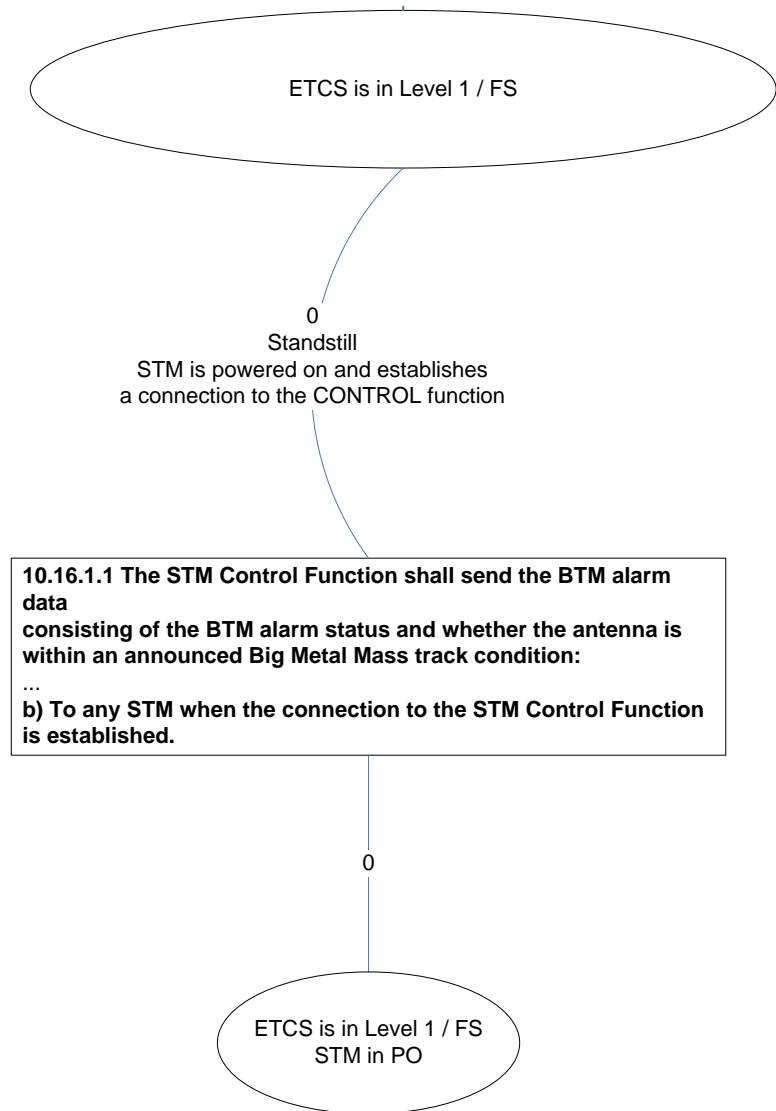 ETCS is in Level 1 / FS
0
Standstill
STM is powered on and establishes
a connection to the CONTROL function
10.16.1.1 The STM Control Function shall send the BTM alarm
data
consisting of the BTM alarm status and whether the antenna is
within an announced Big Metal Mass track condition:
...
b) To any STM when the connection to the STM Control Function
is established.
0
ETCS is in Level 1 / FS
STM in PO